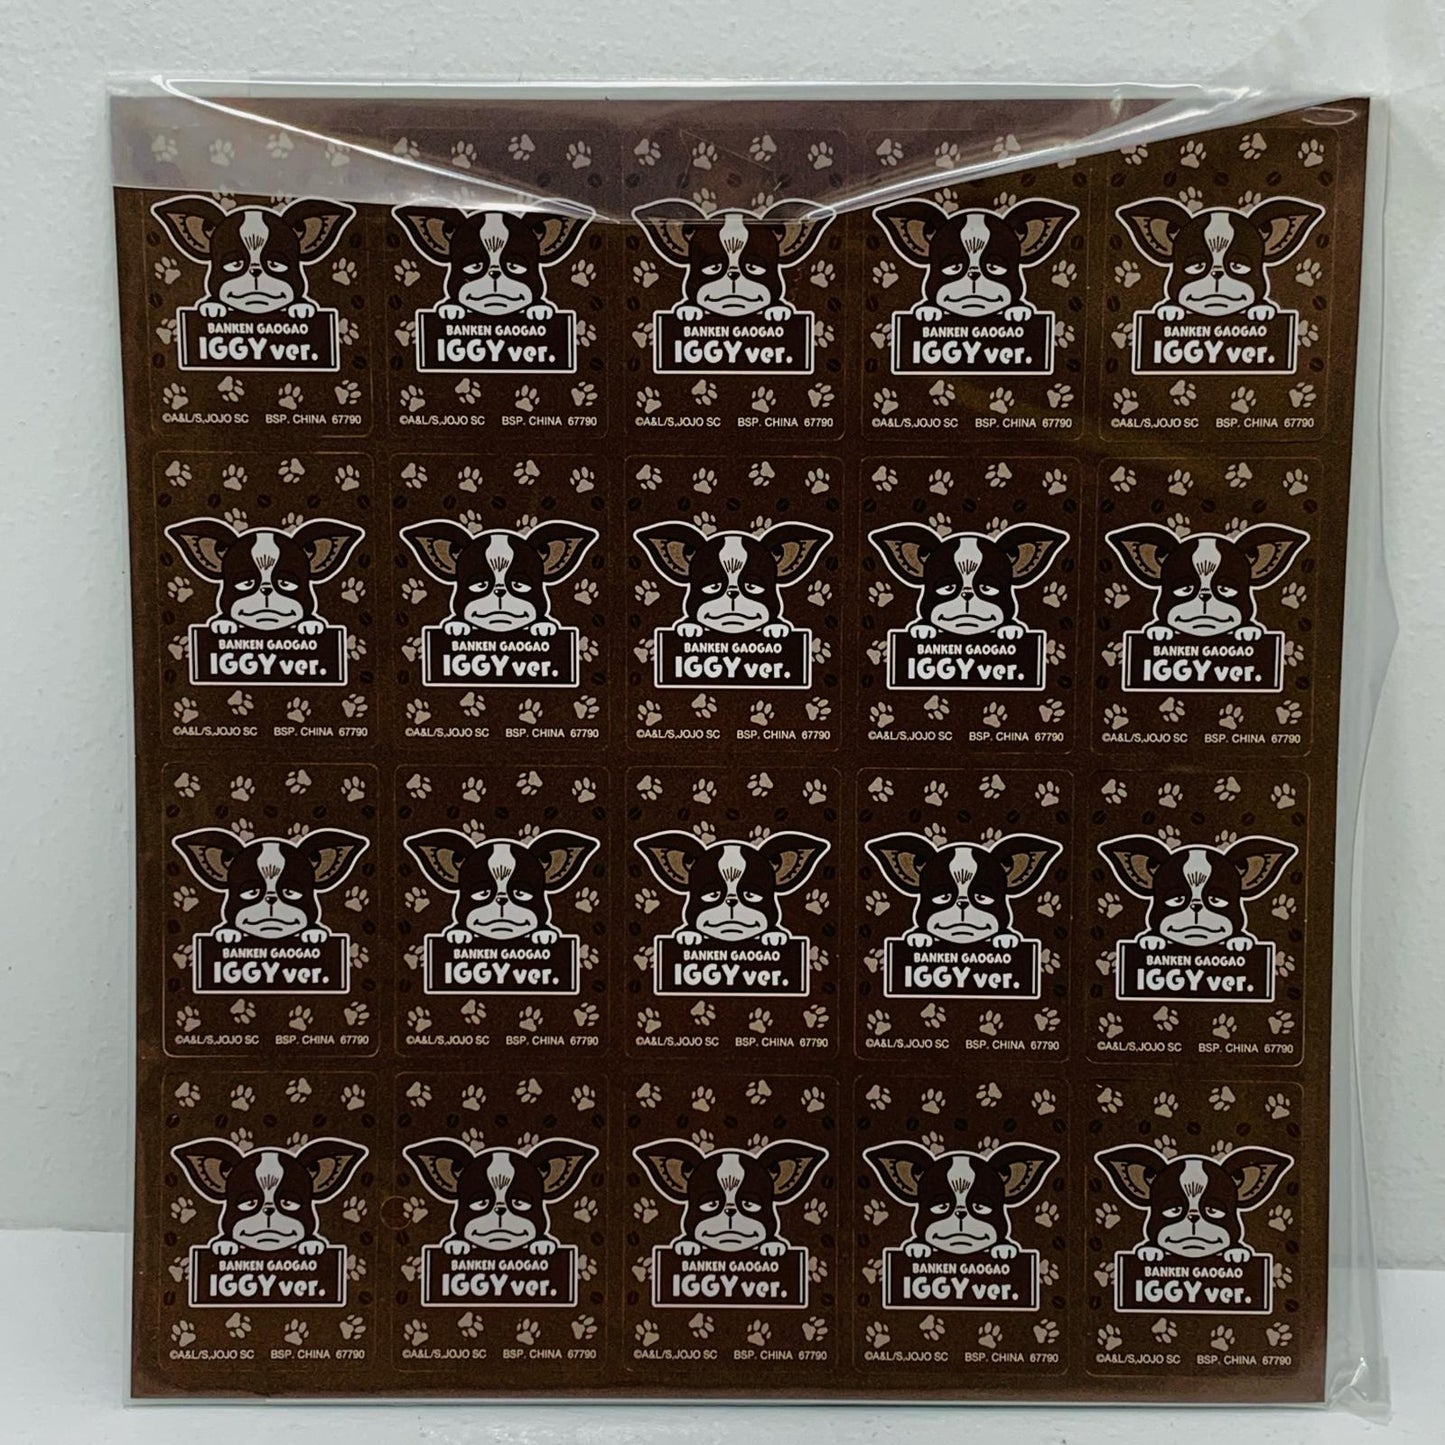 BANKEN GAOGAO BANKEN GAOGAO BANKEN GAOGAO BANKEN GAOGAO BANKEN GAOGAO
IGGY ver. IGGY ver. IGGY ver. IGGY ver. IGGY ver.
©A&L/S,JOJO SC BSP. CHINA 67790 ©A&L/S,JOJO SC BSP. CHINA 67790 ©A&L/S,JOJO SC BSP. CHINA 67790 ©A&L/S,JOJO SC BSP. CHINA 67790 ©A&L/S,JOJO SC BSP. CHINA 67790
BANKEN GAOGAO BANKEN GAOGAO BANKEN GAOGAO BANKEN GAOGAO BANKEN GAOGAO
IGGY ver. IGGY ver. IGGY ver. IGGY ver. IGGY ver.
©A&L/S,JOJO SC BSP. CHINA 67790 ©A&L/S,JOJO SC BSP. CHINA 67790 ©A&L/S,JOJO SC BSP. CHINA 67790 ©A&L/S,JOJO SC BSP. CHINA 67790 ©A&L/S,JOJO SC BSP. CHINA 67790
BANKEN GAOGAO BANKEN GAOGAO BANKEN GAOGAO BANKEN GAOGAO BANKEN GAOGAO
IGGY ver. IGGY ver. IGGY ver. IGGY ver. IGGY ver.
©A&L/S,JOJO SC BSP. CHINA 67790 ©A&L/S,JOJO SC BSP. CHINA 67790 ©A&L/S,JOJO SC BSP. CHINA 67790 ©A&L/S,JOJO SC BSP. CHINA 67790 ©A&L/S,JOJO SC BSP. CHINA 67790
BANKEN GAOGAO BANKEN GAOGAO BANKEN GAOGAO BANKEN GAOGAO BANKEN GAOGAO
IGGY ver. IGGY ver. IGGY ver. IGGY ver. IGGY ver.
©A&L/S,JOJO SC BSP. CHINA 67790 ©A&L/S,JOJO SC BSP. CHINA 67790 ©A&L/S,JOJO SC BSP. CHINA 67790 ©A&L/S,JOJO SC BSP. CHINA 67790 ©A&L/S,JOJO SC BSP. CHINA 67790